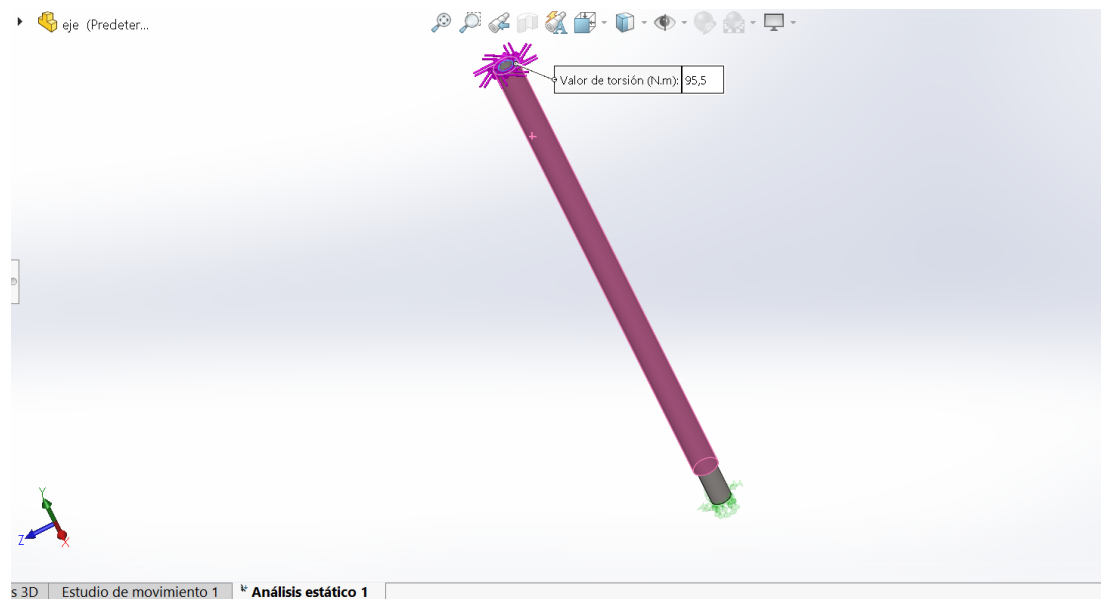 eje (Predeter...
Valor de torsión (N.m): 95,5
Y
Z
X
s 3D
Estudio de movimiento 1
Análisis estático 1